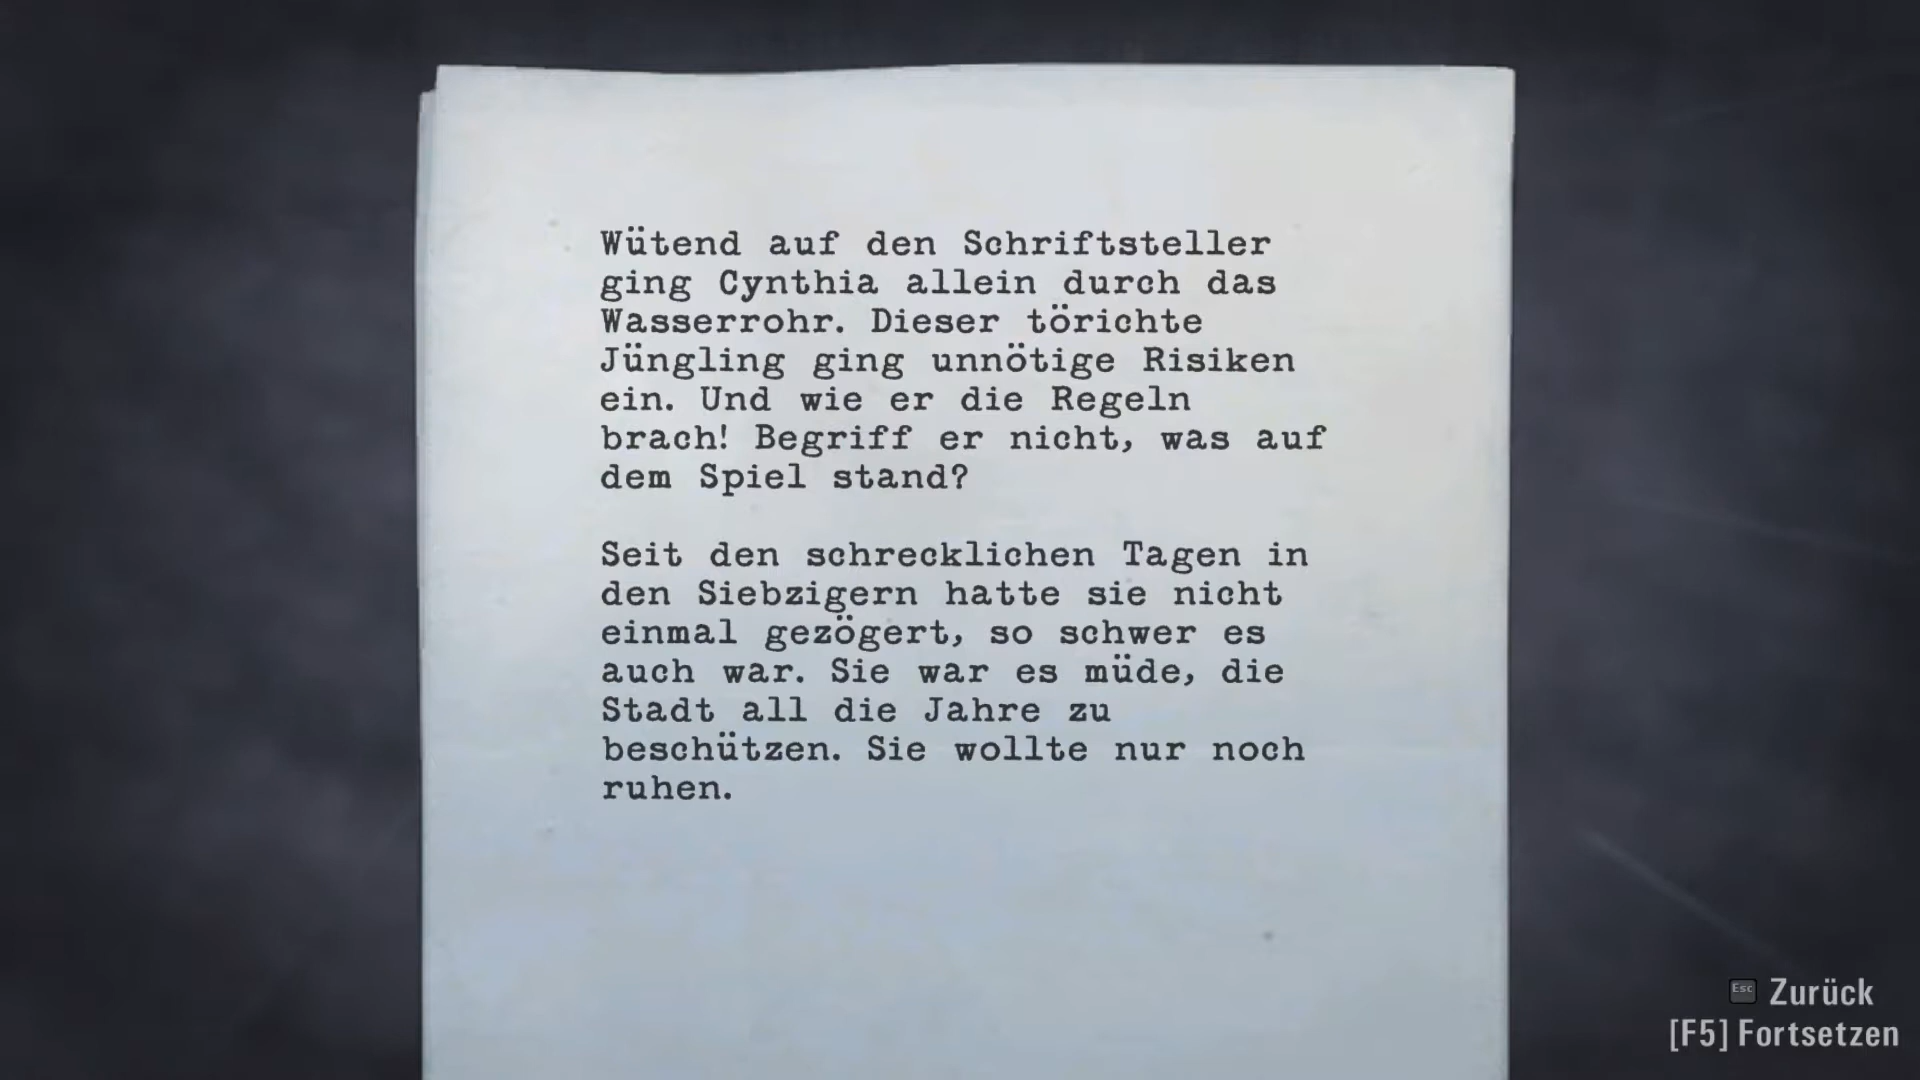 Wütend auf den Schriftsteller
ging Cynthia allein durch das
Wasserrohr. Dieser törichte
Jüngling ging unnötige Risiken
ein. Und wie er die Regeln
brach! Begriff er nicht, was auf
dem Spiel stand?
Seit den schrecklichen Tagen in
den Siebzigern hatte sie nicht
einmal gezögert, so schwer es
auch war. Sie war es müde, die
Stadt all die Jahre zu
beschützen. Sie wollte nur noch
ruhen.
Esc Zurück
[F5] Fortsetzen